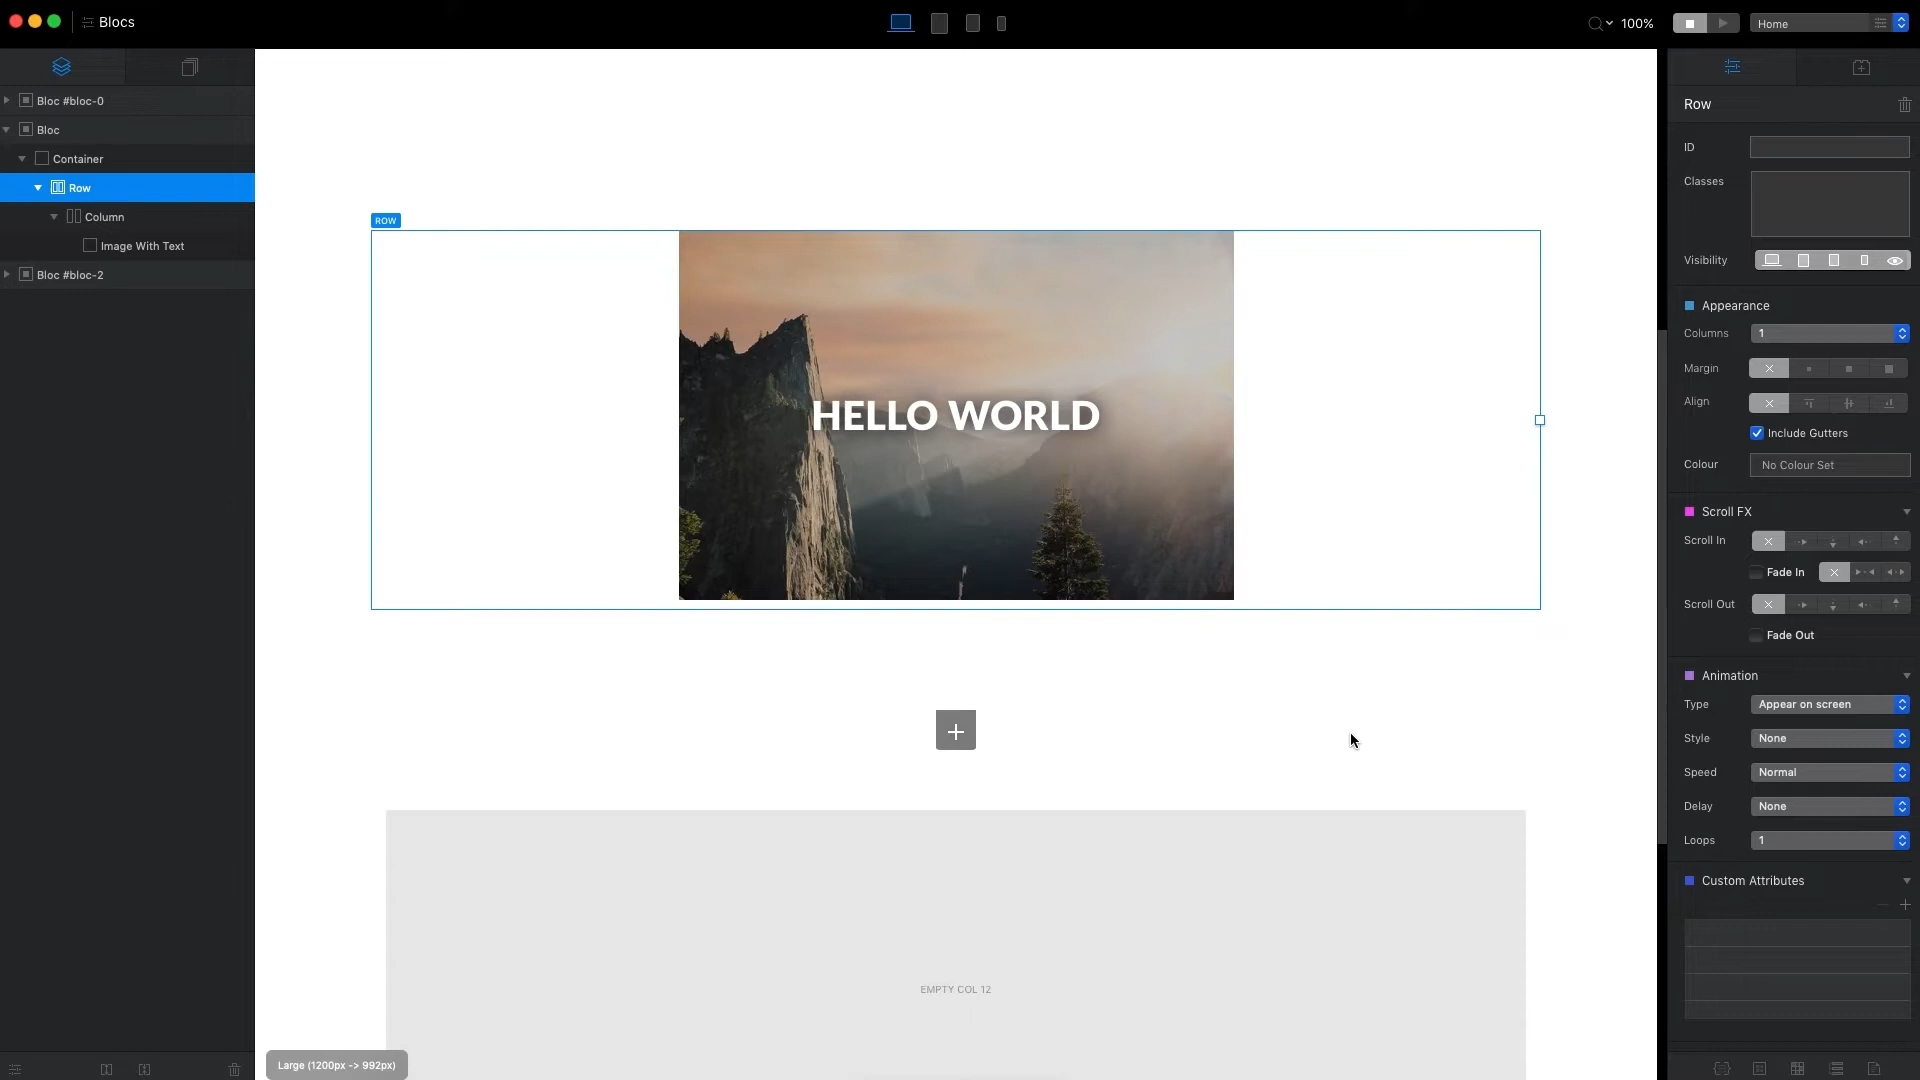 Blocs
100%
Home
Bloc #bloc-0
Bloc
Container
Row
Column
Image With Text
Bloc #bloc-2
ROW
HELLO WORLD
EMPTY COL 12
Large (1200px -> 992px)
Row
ID
Classes
Visibility
Appearance
Columns 1
Margin
Align
Include Gutters
Colour No Colour Set
Scroll FX
Scroll In
Fade In
Scroll Out
Fade Out
Animation
Type Appear on screen
Style None
Speed Normal
Delay None
Loops 1
Custom Attributes